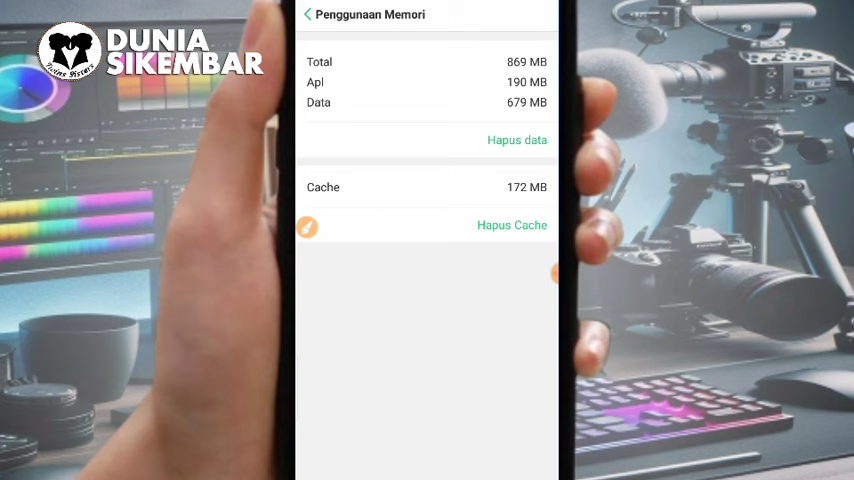 DUNIA
SIKEMBAR
Penggunaan Memori
Total 869 MB
Apl 190 MB
Data 679 MB
Hapus data
Cache 172 MB
Hapus Cache